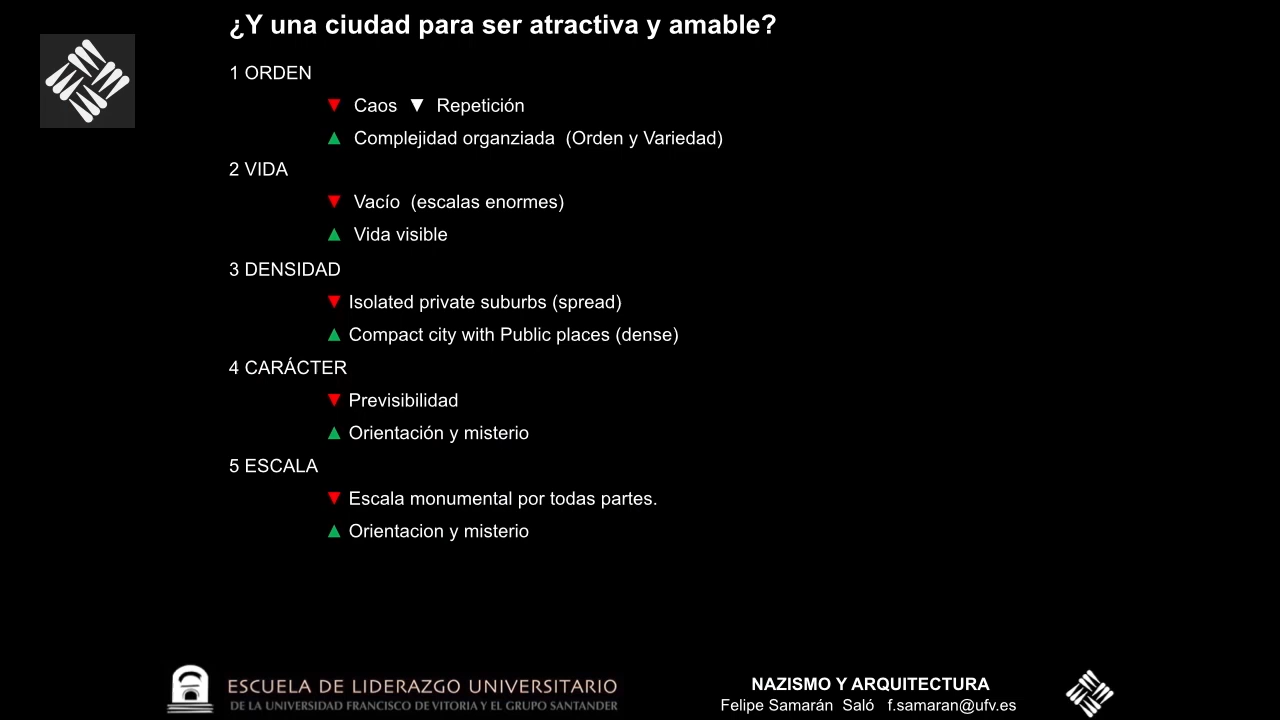 ¿Y una ciudad para ser atractiva y amable?
1 ORDEN
▼ Caos ▼ Repetición
▲ Complejidad organziada (Orden y Variedad)
2 VIDA
▼ Vacío (escalas enormes)
▲ Vida visible
3 DENSIDAD
▼ Isolated private suburbs (spread)
▲ Compact city with Public places (dense)
4 CARÁCTER
▼ Previsibilidad
▲ Orientación y misterio
5 ESCALA
▼ Escala monumental por todas partes.
▲ Orientacion y misterio
ESCUELA DE LIDERAZGO UNIVERSITARIO
DE LA UNIVERSIDAD FRANCISCO DE VITORIA Y EL GRUPO SANTANDER
NAZISMO Y ARQUITECTURA
Felipe Samarán Saló f.samaran@ufv.es